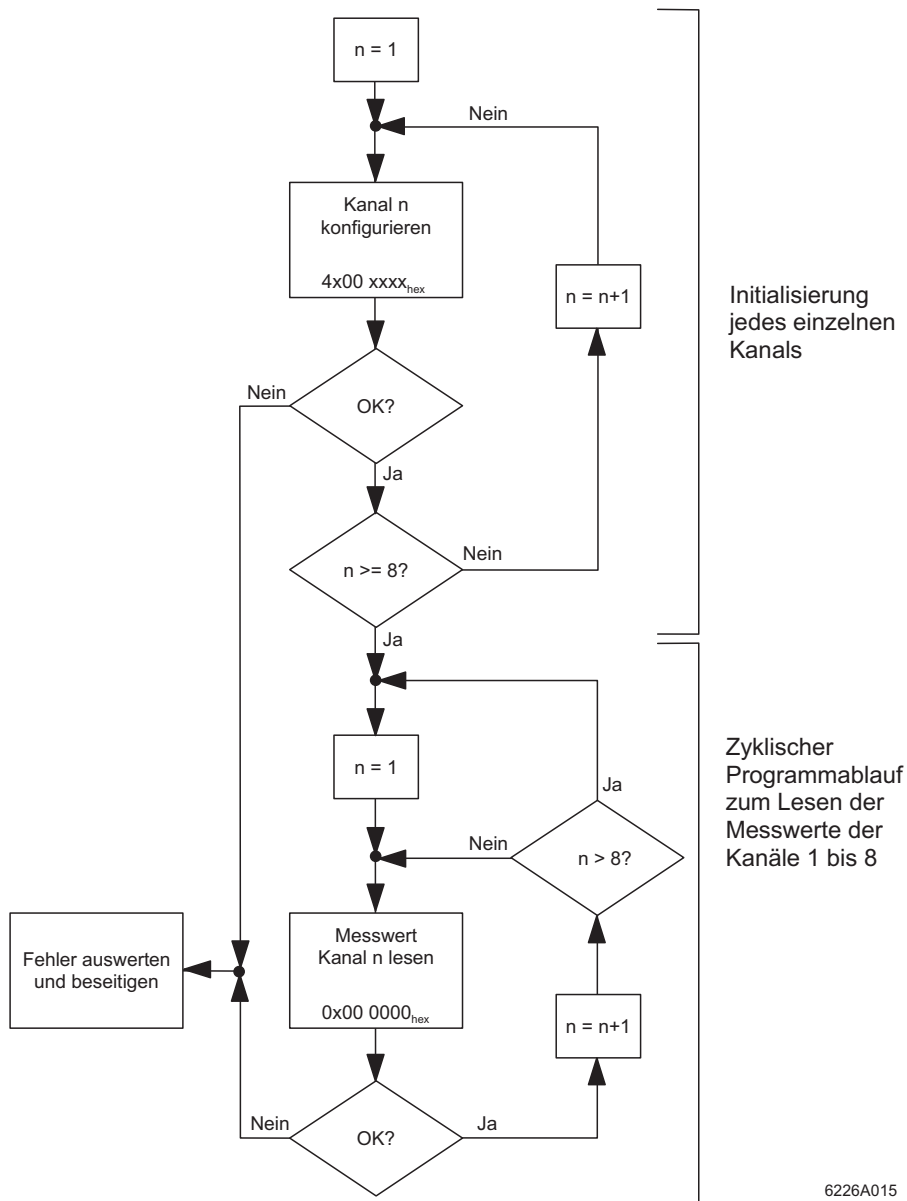 n = 1
Nein
Kanal n
konfigurieren
4x00 xxxxhex
n = n+1
Initialisierung
jedes einzelnen
Kanals
Nein
OK?
Ja
n >= 8?
Nein
Ja
n = 1
Ja
Nein
n > 8?
Zyklischer
Programmablauf
zum Lesen der
Messwerte der
Kanäle 1 bis 8
Messwert
Kanal n lesen
0x00 0000hex
Fehler auswerten
und beseitigen
n = n+1
Nein
OK?
Ja
6226A015